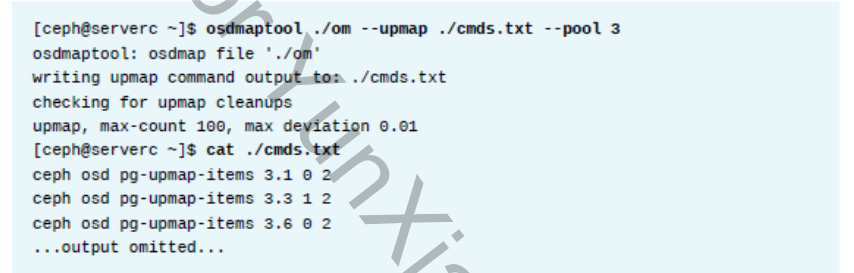 [ceph@serverc ~]$ osdmaptool ./om --upmap ./cmds.txt --pool 3
osdmaptool: osdmap file './om'
writing upmap command output to: ./cmds.txt
checking for upmap cleanups
upmap, max-count 100, max deviation 0.01
[ceph@serverc ~]$ cat ./cmds.txt
ceph osd pg-upmap-items 3.1 0 2
ceph osd pg-upmap-items 3.3 1 2
ceph osd pg-upmap-items 3.6 0 2
...output omitted...